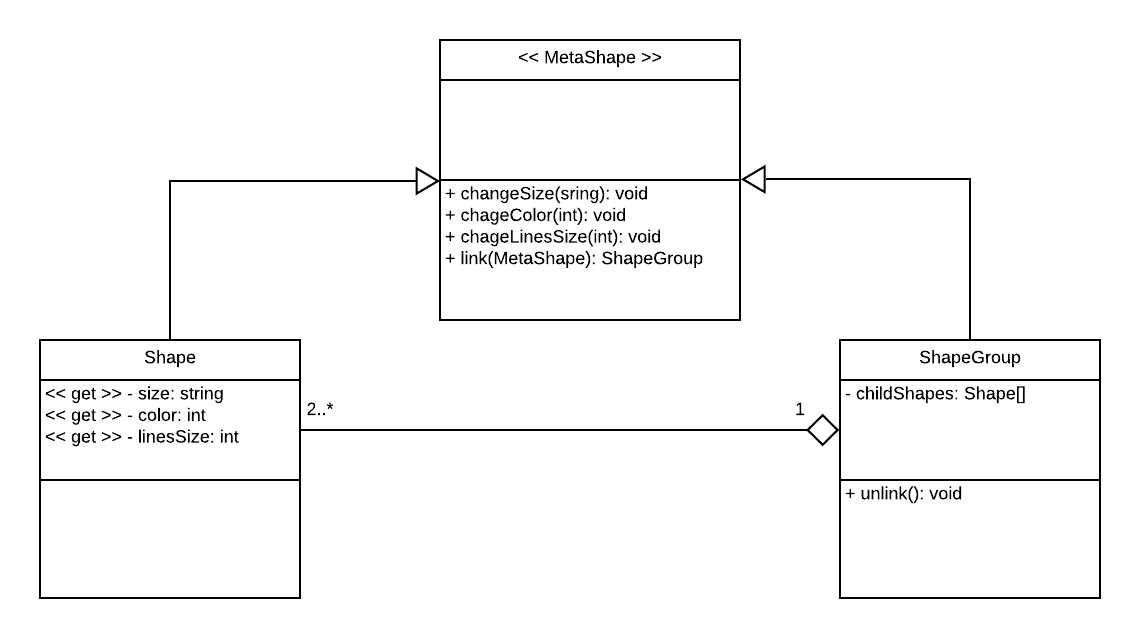 << MetaShape >>
+ changeSize(sring): void
+ chageColor(int): void
+ chageLinesSize(int): void
+ link(MetaShape): ShapeGroup
Shape
<< get >> - size: string
<< get >> - color: int
<< get >> - linesSize: int
2..*
1
ShapeGroup
- childShapes: Shape[]
+ unlink(): void